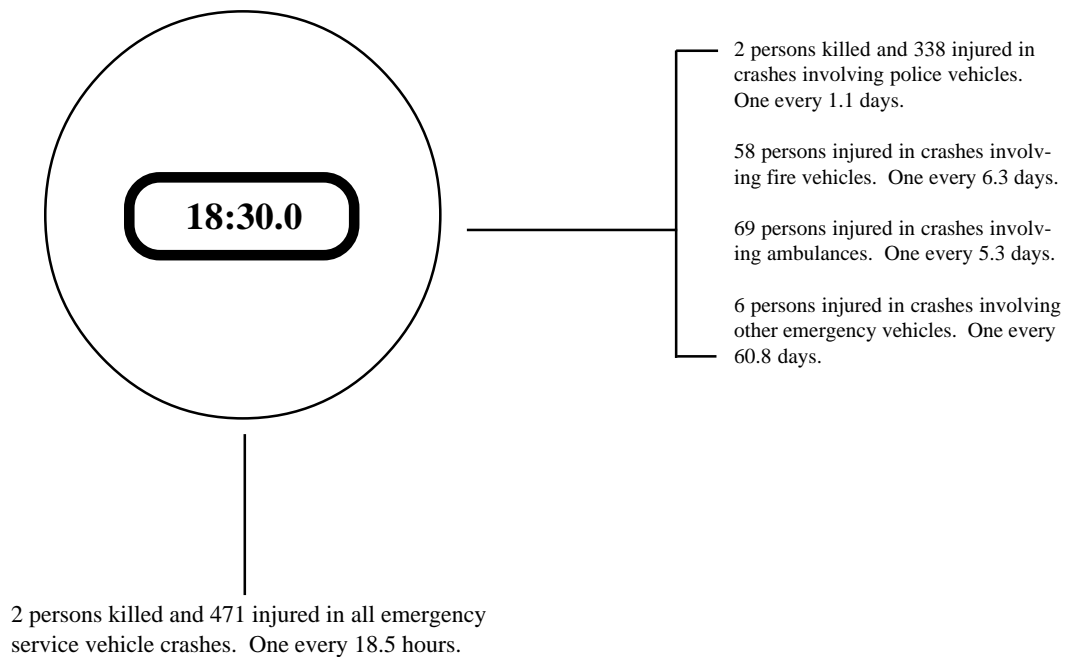 18:30.0
2 persons killed and 338 injured in
crashes involving police vehicles.
One every 1.1 days.
58 persons injured in crashes involv-
ing fire vehicles.  One every 6.3 days.
69 persons injured in crashes involv-
ing ambulances.  One every 5.3 days.
6 persons injured in crashes involving
other emergency vehicles.  One every
60.8 days.
2 persons killed and 471 injured in all emergency
service vehicle crashes.  One every 18.5 hours.